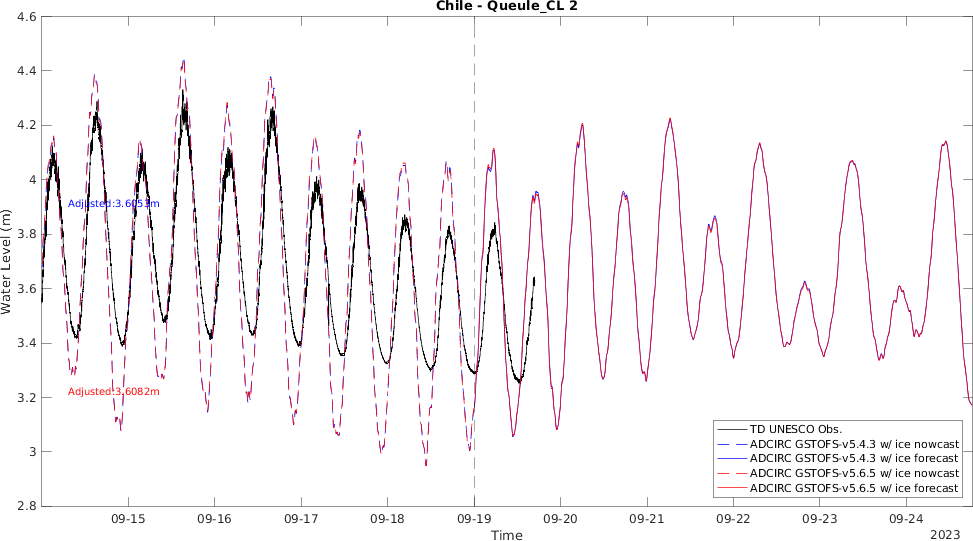 Chile - Queule_CL 2
4.6
4.4
4.2
4
3.8
3.6
3.4
3.2
3
2.8
Water Level (m)
Adjusted:3.6053m
Adjusted:3.6082m
TD UNESCO Obs.
ADCIRC GSTOFS-v5.4.3 w/ ice nowcast
ADCIRC GSTOFS-v5.4.3 w/ ice forecast
ADCIRC GSTOFS-v5.6.5 w/ ice nowcast
ADCIRC GSTOFS-v5.6.5 w/ ice forecast
09-15 09-16 09-17 09-18 09-19 09-20 09-21 09-22 09-23 09-24
Time
2023